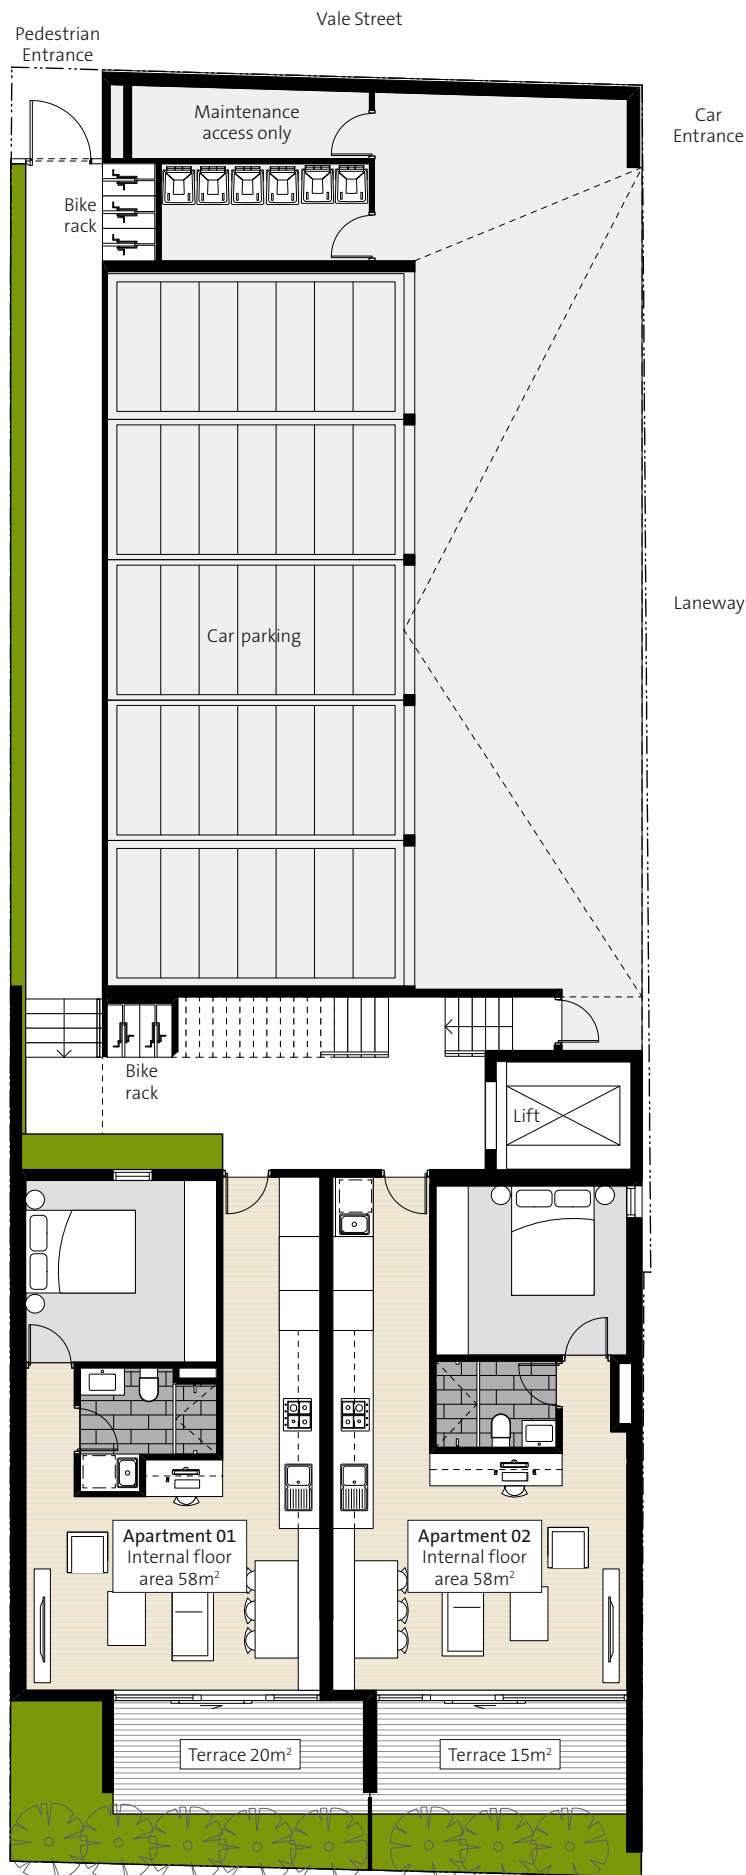 Vale Street
Pedestrian
Entrance
Maintenance
access only
Car
Entrance
Bike
rack
Laneway
Car parking
Bike
rack
Lift
Apartment 01
Internal floor
area 58m²
Apartment 02
Internal floor
area 58m²
Terrace 20m²
Terrace 15m²